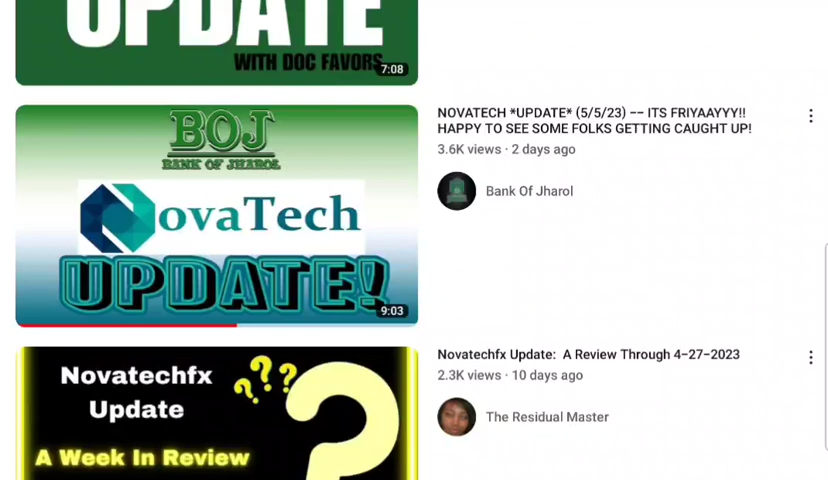 UPDATE
WITH DOC FAVORS
7:08
BOJ
BANK OF JHAROL
NovaTech
UPDATE!
9:03
NOVATECH *UPDATE* (5/5/23) –– ITS FRIYAAYYY!!
HAPPY TO SEE SOME FOLKS GETTING CAUGHT UP!
3.6K views · 2 days ago
Bank Of Jharol
Novatechfx
Update
???
?
A Week In Review
Novatechfx Update:  A Review Through 4–27–2023
2.3K views · 10 days ago
The Residual Master